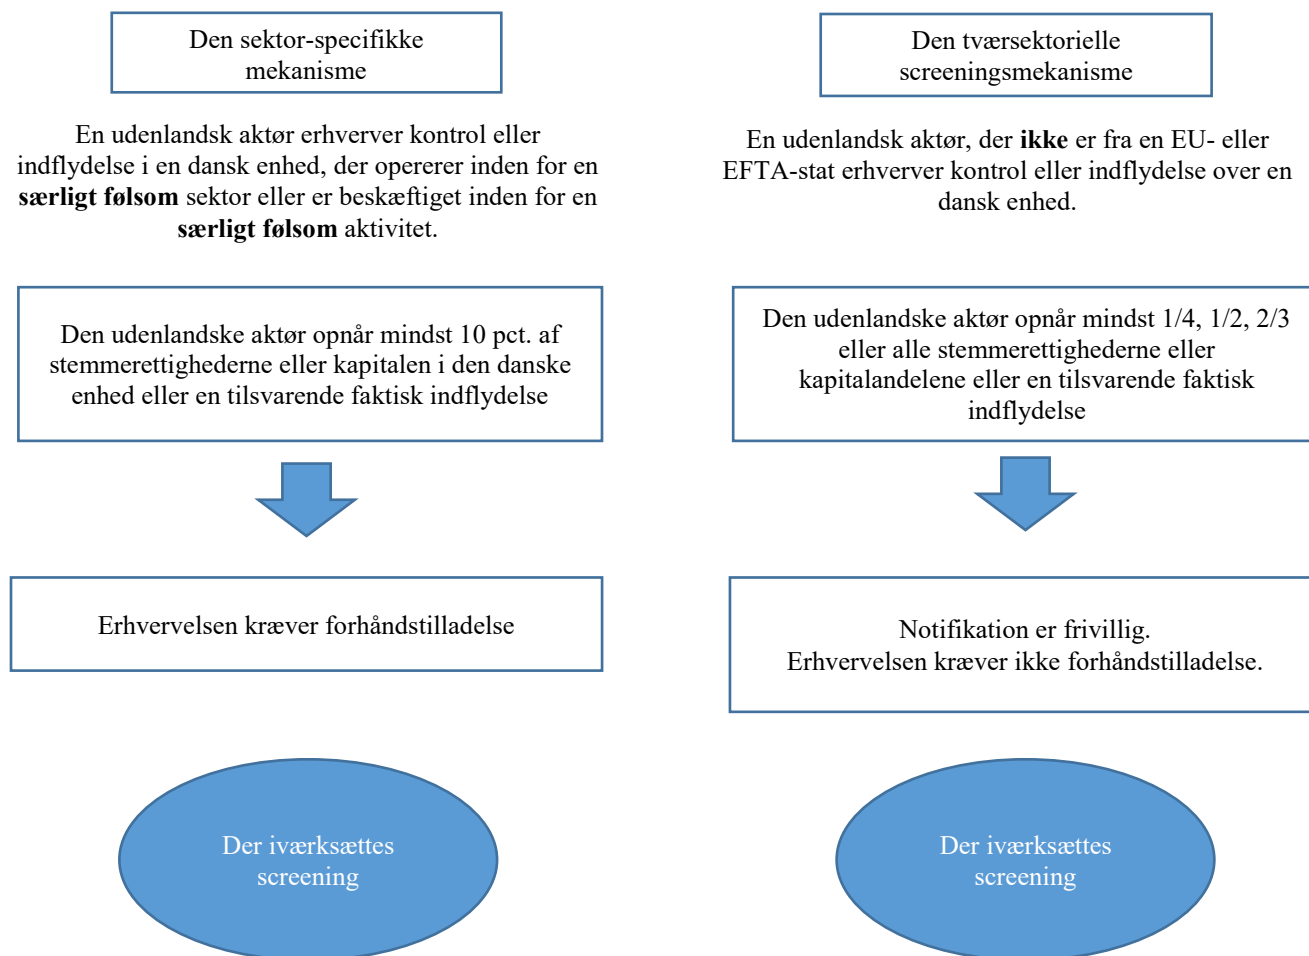 Den sektor-specifikke
mekanisme
En udenlandsk aktør erhverver kontrol eller
indflydelse i en dansk enhed, der opererer inden for en
særligt følsom sektor eller er beskæftiget inden for en
særligt følsom aktivitet.
Den udenlandske aktør opnår mindst 10 pct. af
stemmerettighederne eller kapitalen i den danske
enhed eller en tilsvarende faktisk indflydelse
Erhvervelsen kræver forhåndstilladelse
Der iværksættes
screening
Den tværsektorielle
screeningsmekanisme
En udenlandsk aktør, der ikke er fra en EU- eller
EFTA-stat erhverver kontrol eller indflydelse over en
dansk enhed.
Den udenlandske aktør opnår mindst 1/4, 1/2, 2/3
eller alle stemmerettighederne eller
kapitalandelene eller en tilsvarende faktisk
indflydelse
Notifikation er frivillig.
Erhvervelsen kræver ikke forhåndstilladelse.
Der iværksættes
screening